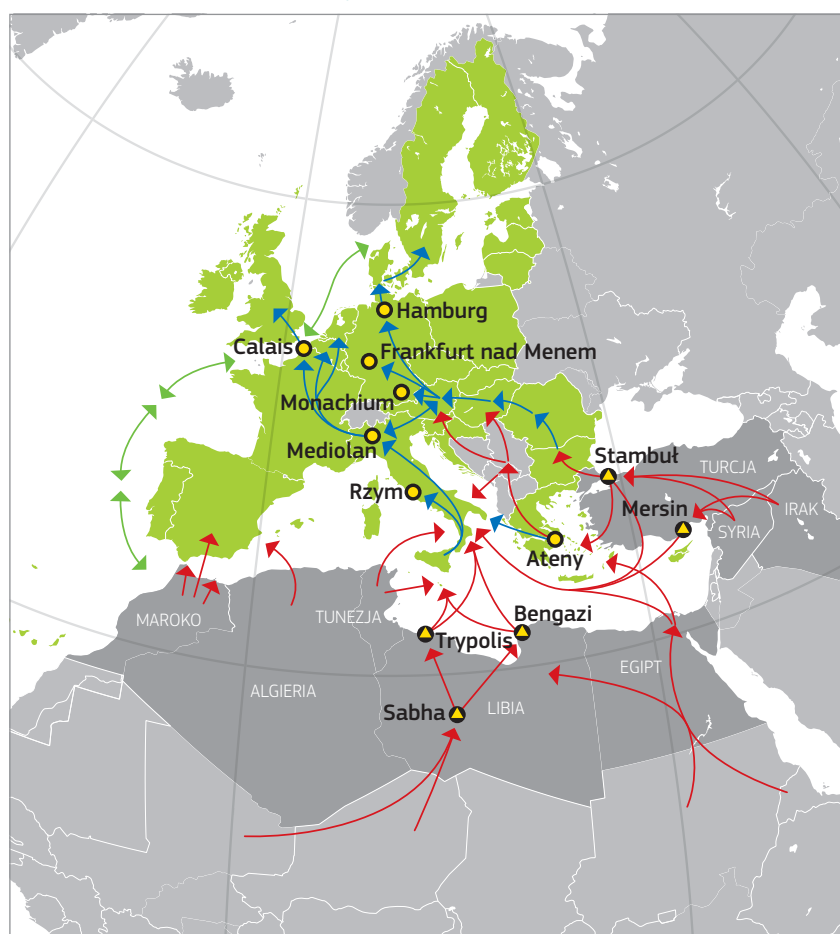 Hamburg
Calais
Frankfurt nad Menem
Monachium
Mediolan
Stambuł
TURCJA
Rzym
Mersin
IRAK
SYRIA
Ateny
MAROKO
TUNEZJA
Bengazi
Trypolis
EGIPT
ALGIERIA
Sabha
LIBIA